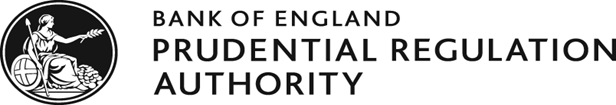 BANK OF ENGLAND
PRUDENTIAL REGULATION
AUTHORITY